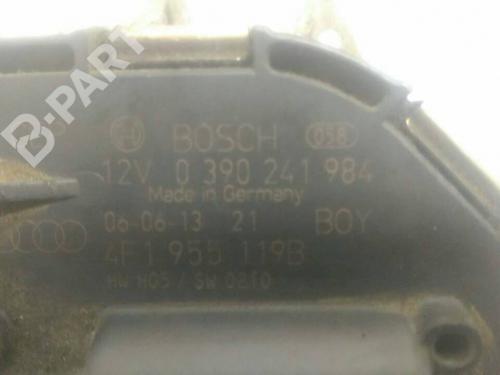 B-PART
BOSCH 058
12V 0 390 241 984
Made in Germany
06-06-13 21 BOY
4F1 955 119B
HW H05 / SW 0210